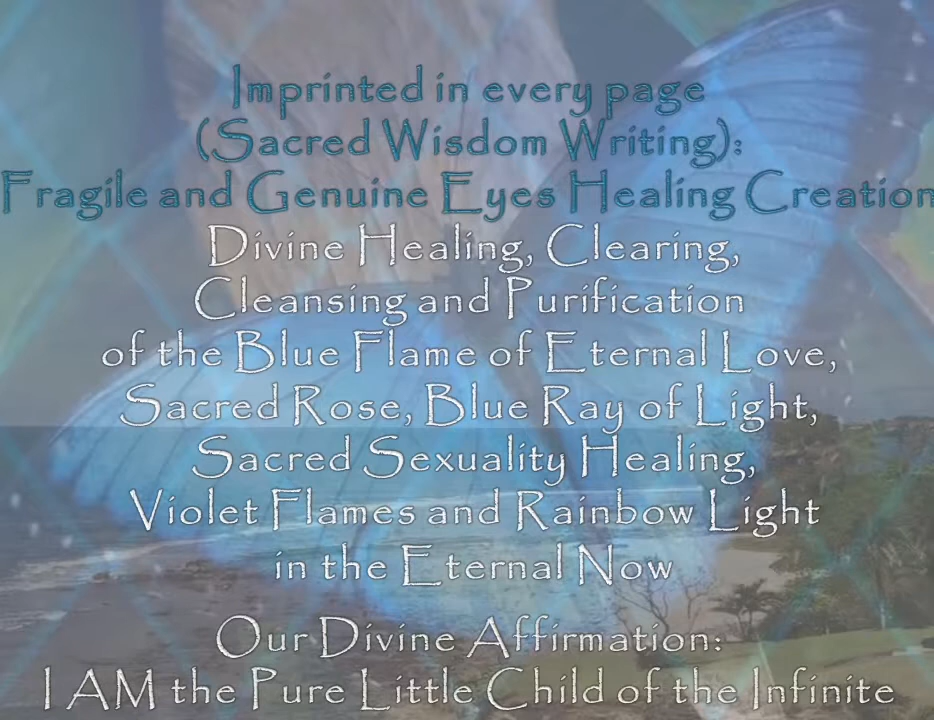 Imprinted in every page
(Sacred Wisdom Writing):
Fragile and Genuine Eyes Healing Creation
Divine Healing, Clearing,
Cleansing and Purification
of the Blue Flame of Eternal Love,
Sacred Rose, Blue Ray of Light,
Sacred Sexuality Healing,
Violet Flames and Rainbow Light
in the Eternal Now
Our Divine Affirmation:
I AM the Pure Little Child of the Infinite